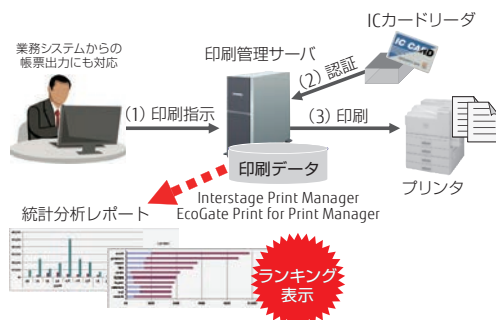 ICカードリーダ
業務システムからの
帳票出力にも対応
印刷管理サーバ
IC CARD
(2) 認証
(1) 印刷指示
(3) 印刷
印刷データ
プリンタ
Interstage Print Manager
EcoGate Print for Print Manager
統計分析レポート
ランキング
表示